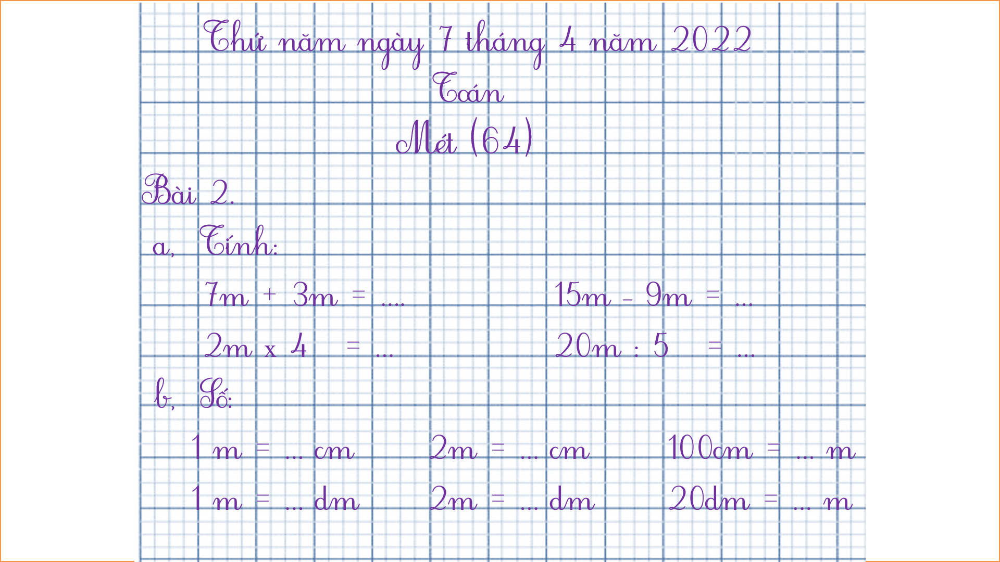 Thứ năm ngày 7 tháng 4 năm 2022
Toán
Mét (64)
Bài 2.
a, Tính:
7m + 3m = .... 15m - 9m = ...
2m x 4 = ... 20m : 5 = ...
b, Số:
1 m = ... cm 2m = ... cm 100cm = ... m
1 m = ... dm 2m = ... dm 20dm = ... m